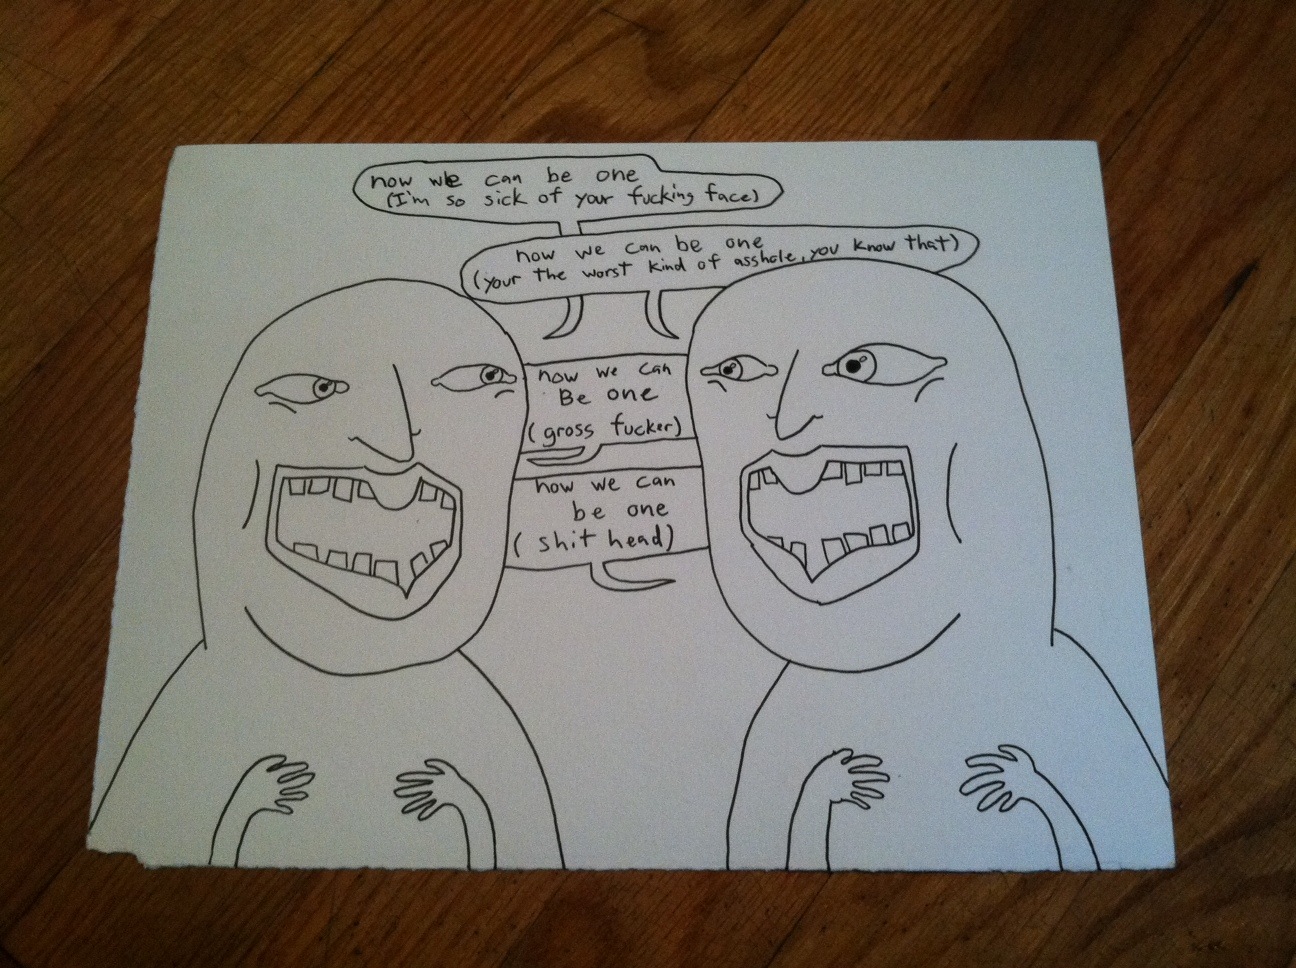 now we can be one
(I'm so sick of your fucking face)
now we can be one
(your the worst kind of asshole, you know that)
now we can
Be one
(gross fucker)
now we can
be one
(shit head)